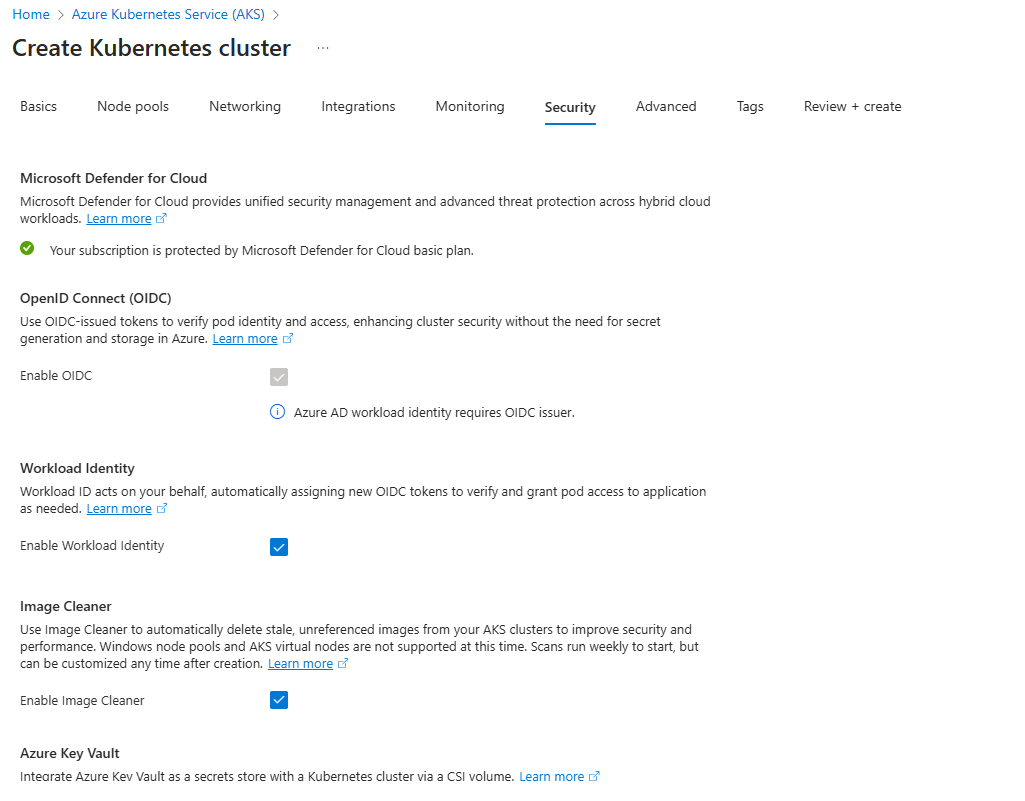 Home > Azure Kubernetes Service (AKS) >
Create Kubernetes cluster ...
Basics Node pools Networking Integrations Monitoring Security Advanced Tags Review + create
Microsoft Defender for Cloud
Microsoft Defender for Cloud provides unified security management and advanced threat protection across hybrid cloud
workloads. Learn more
Your subscription is protected by Microsoft Defender for Cloud basic plan.
OpenID Connect (OIDC)
Use OIDC-issued tokens to verify pod identity and access, enhancing cluster security without the need for secret
generation and storage in Azure. Learn more
Enable OIDC
Azure AD workload identity requires OIDC issuer.
Workload Identity
Workload ID acts on your behalf, automatically assigning new OIDC tokens to verify and grant pod access to application
as needed. Learn more
Enable Workload Identity
Image Cleaner
Use Image Cleaner to automatically delete stale, unreferenced images from your AKS clusters to improve security and
performance. Windows node pools and AKS virtual nodes are not supported at this time. Scans run weekly to start, but
can be customized any time after creation. Learn more
Enable Image Cleaner
Azure Key Vault
Integrate Azure Key Vault as a secrets store with a Kubernetes cluster via a CSI volume. Learn more